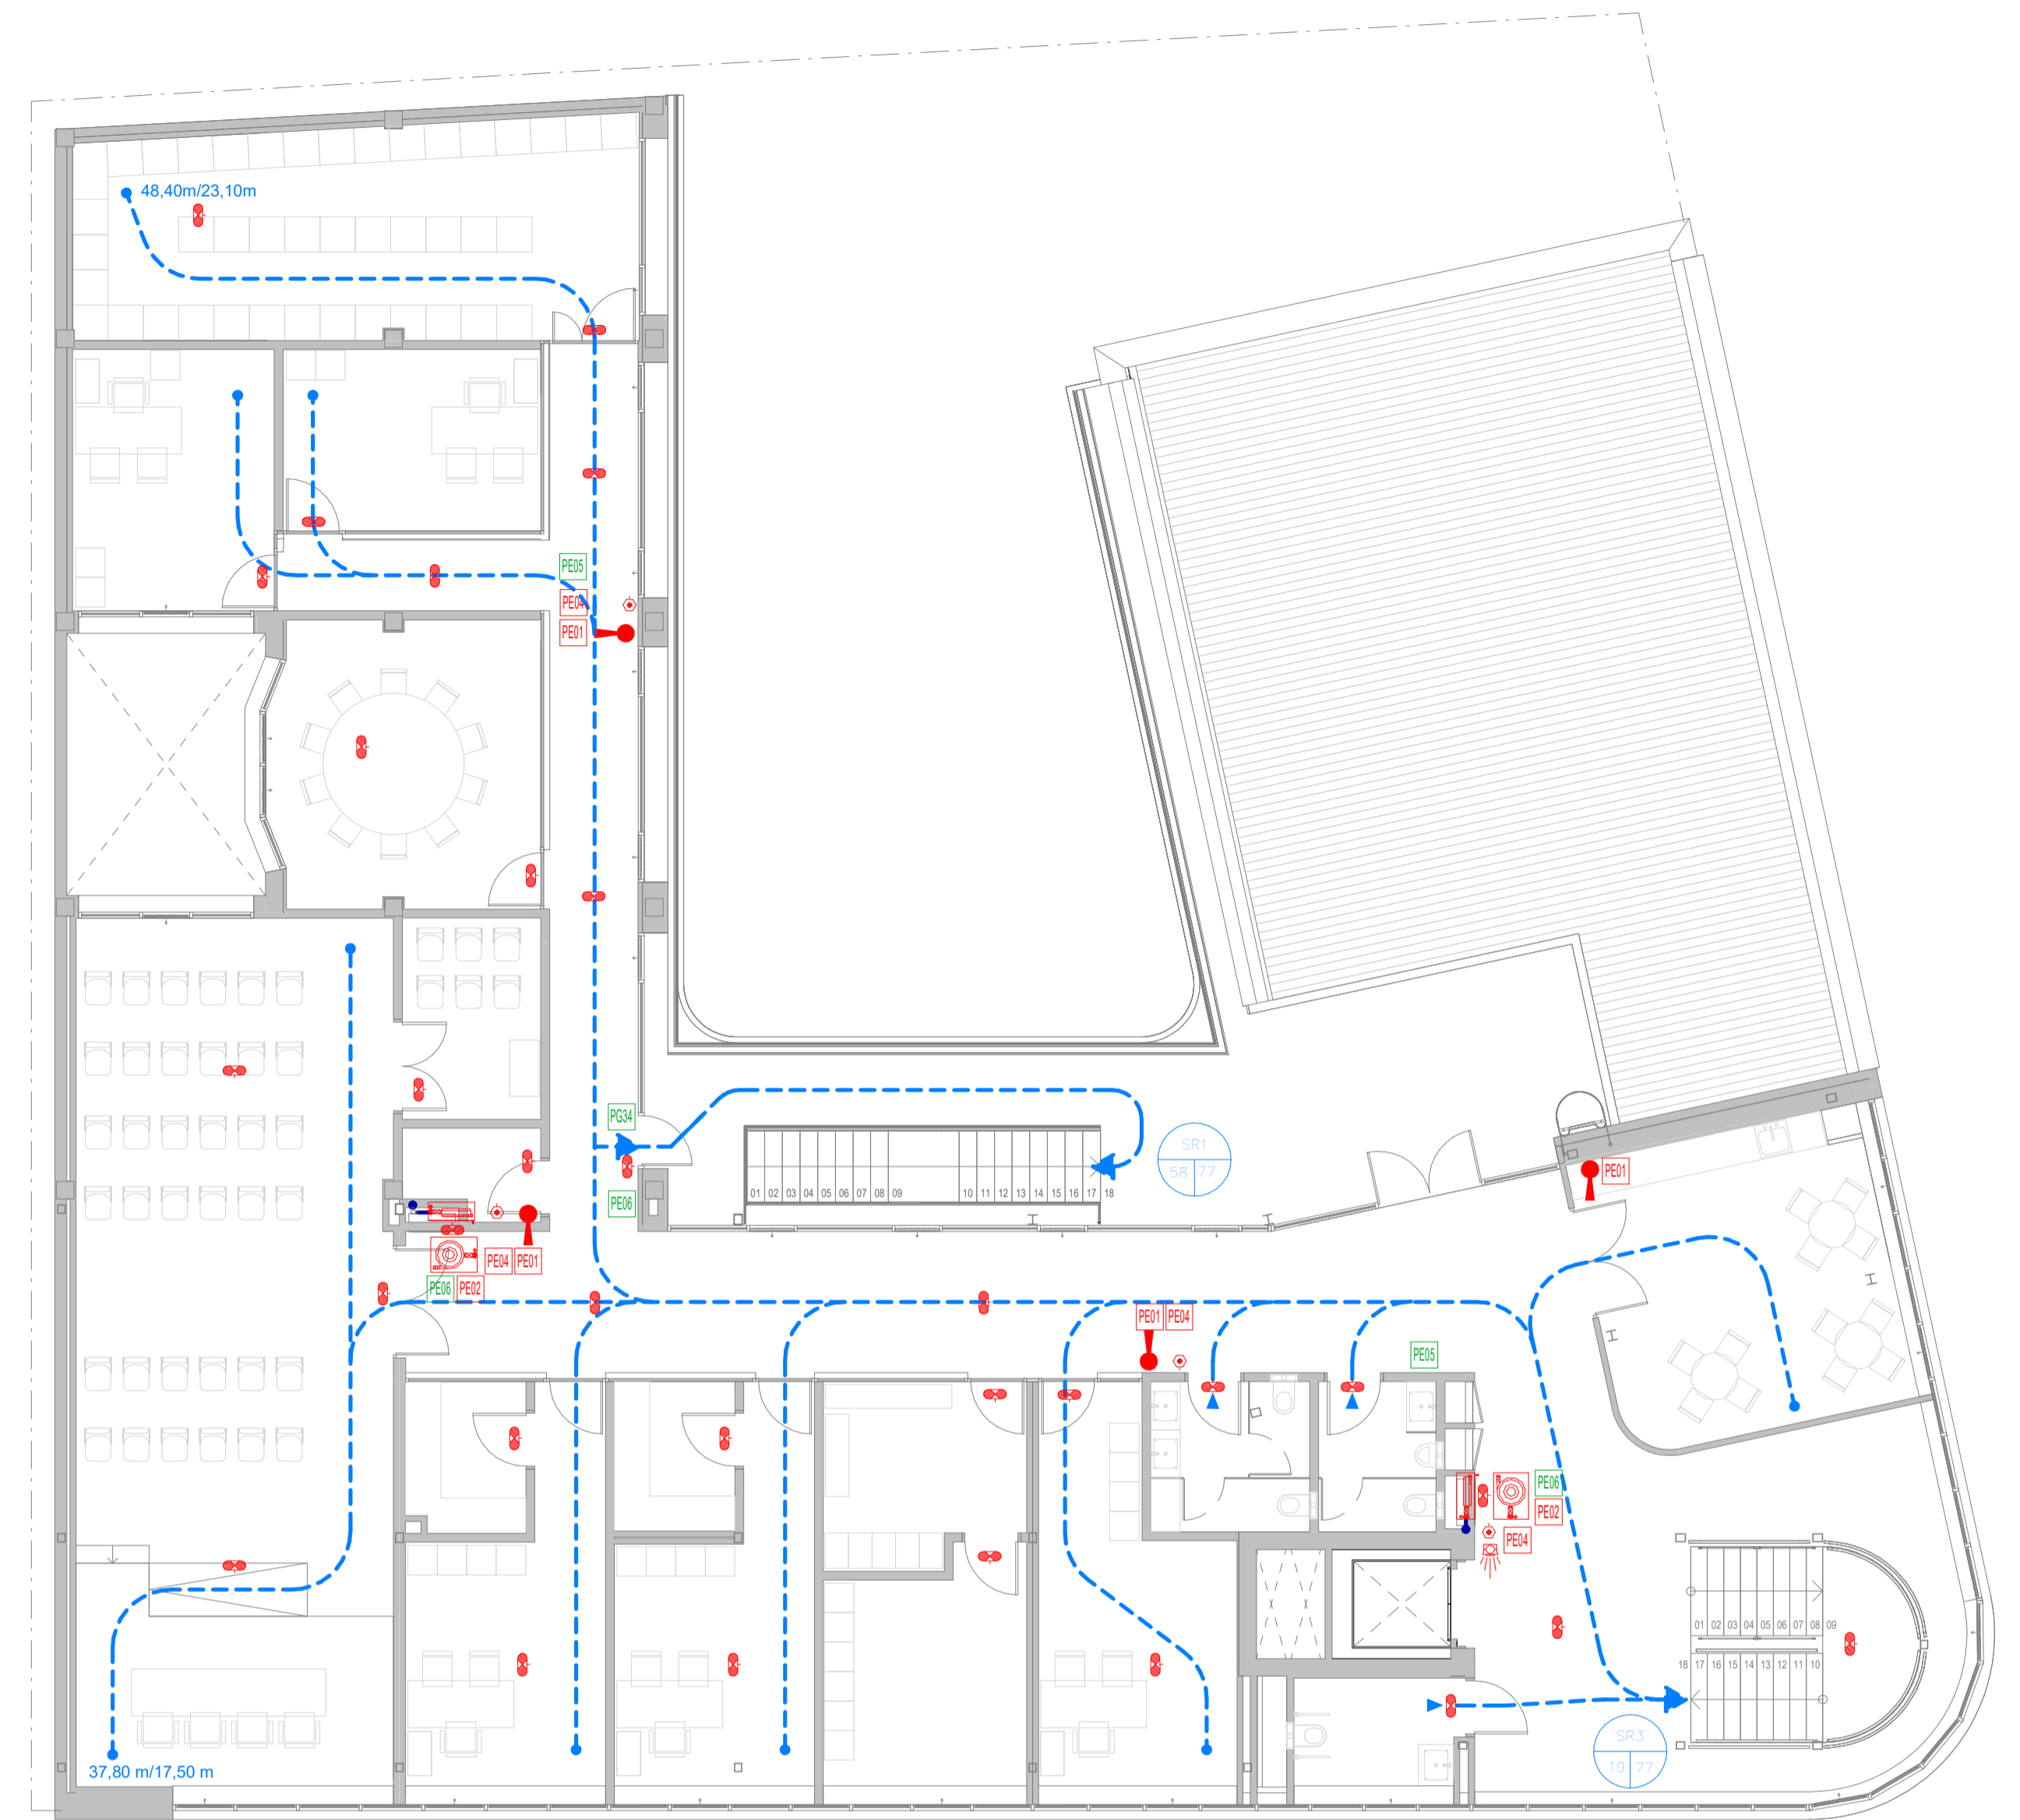 48,40m/23,10m
PE05
PE04
PE01
PG34
PE06
SR1
58 77
01 02 03 04 05 06 07 08 09 10 11 12 13 14 15 16 17 18
PE01
PE04 PE01
PE06 PE02
PE01 PE04
PE05
PE06
PE02
PE04
01 02 03 04 05 06 07 08 09
18 17 16 15 14 13 12 11 10
SR3
19 77
37,80 m/17,50 m